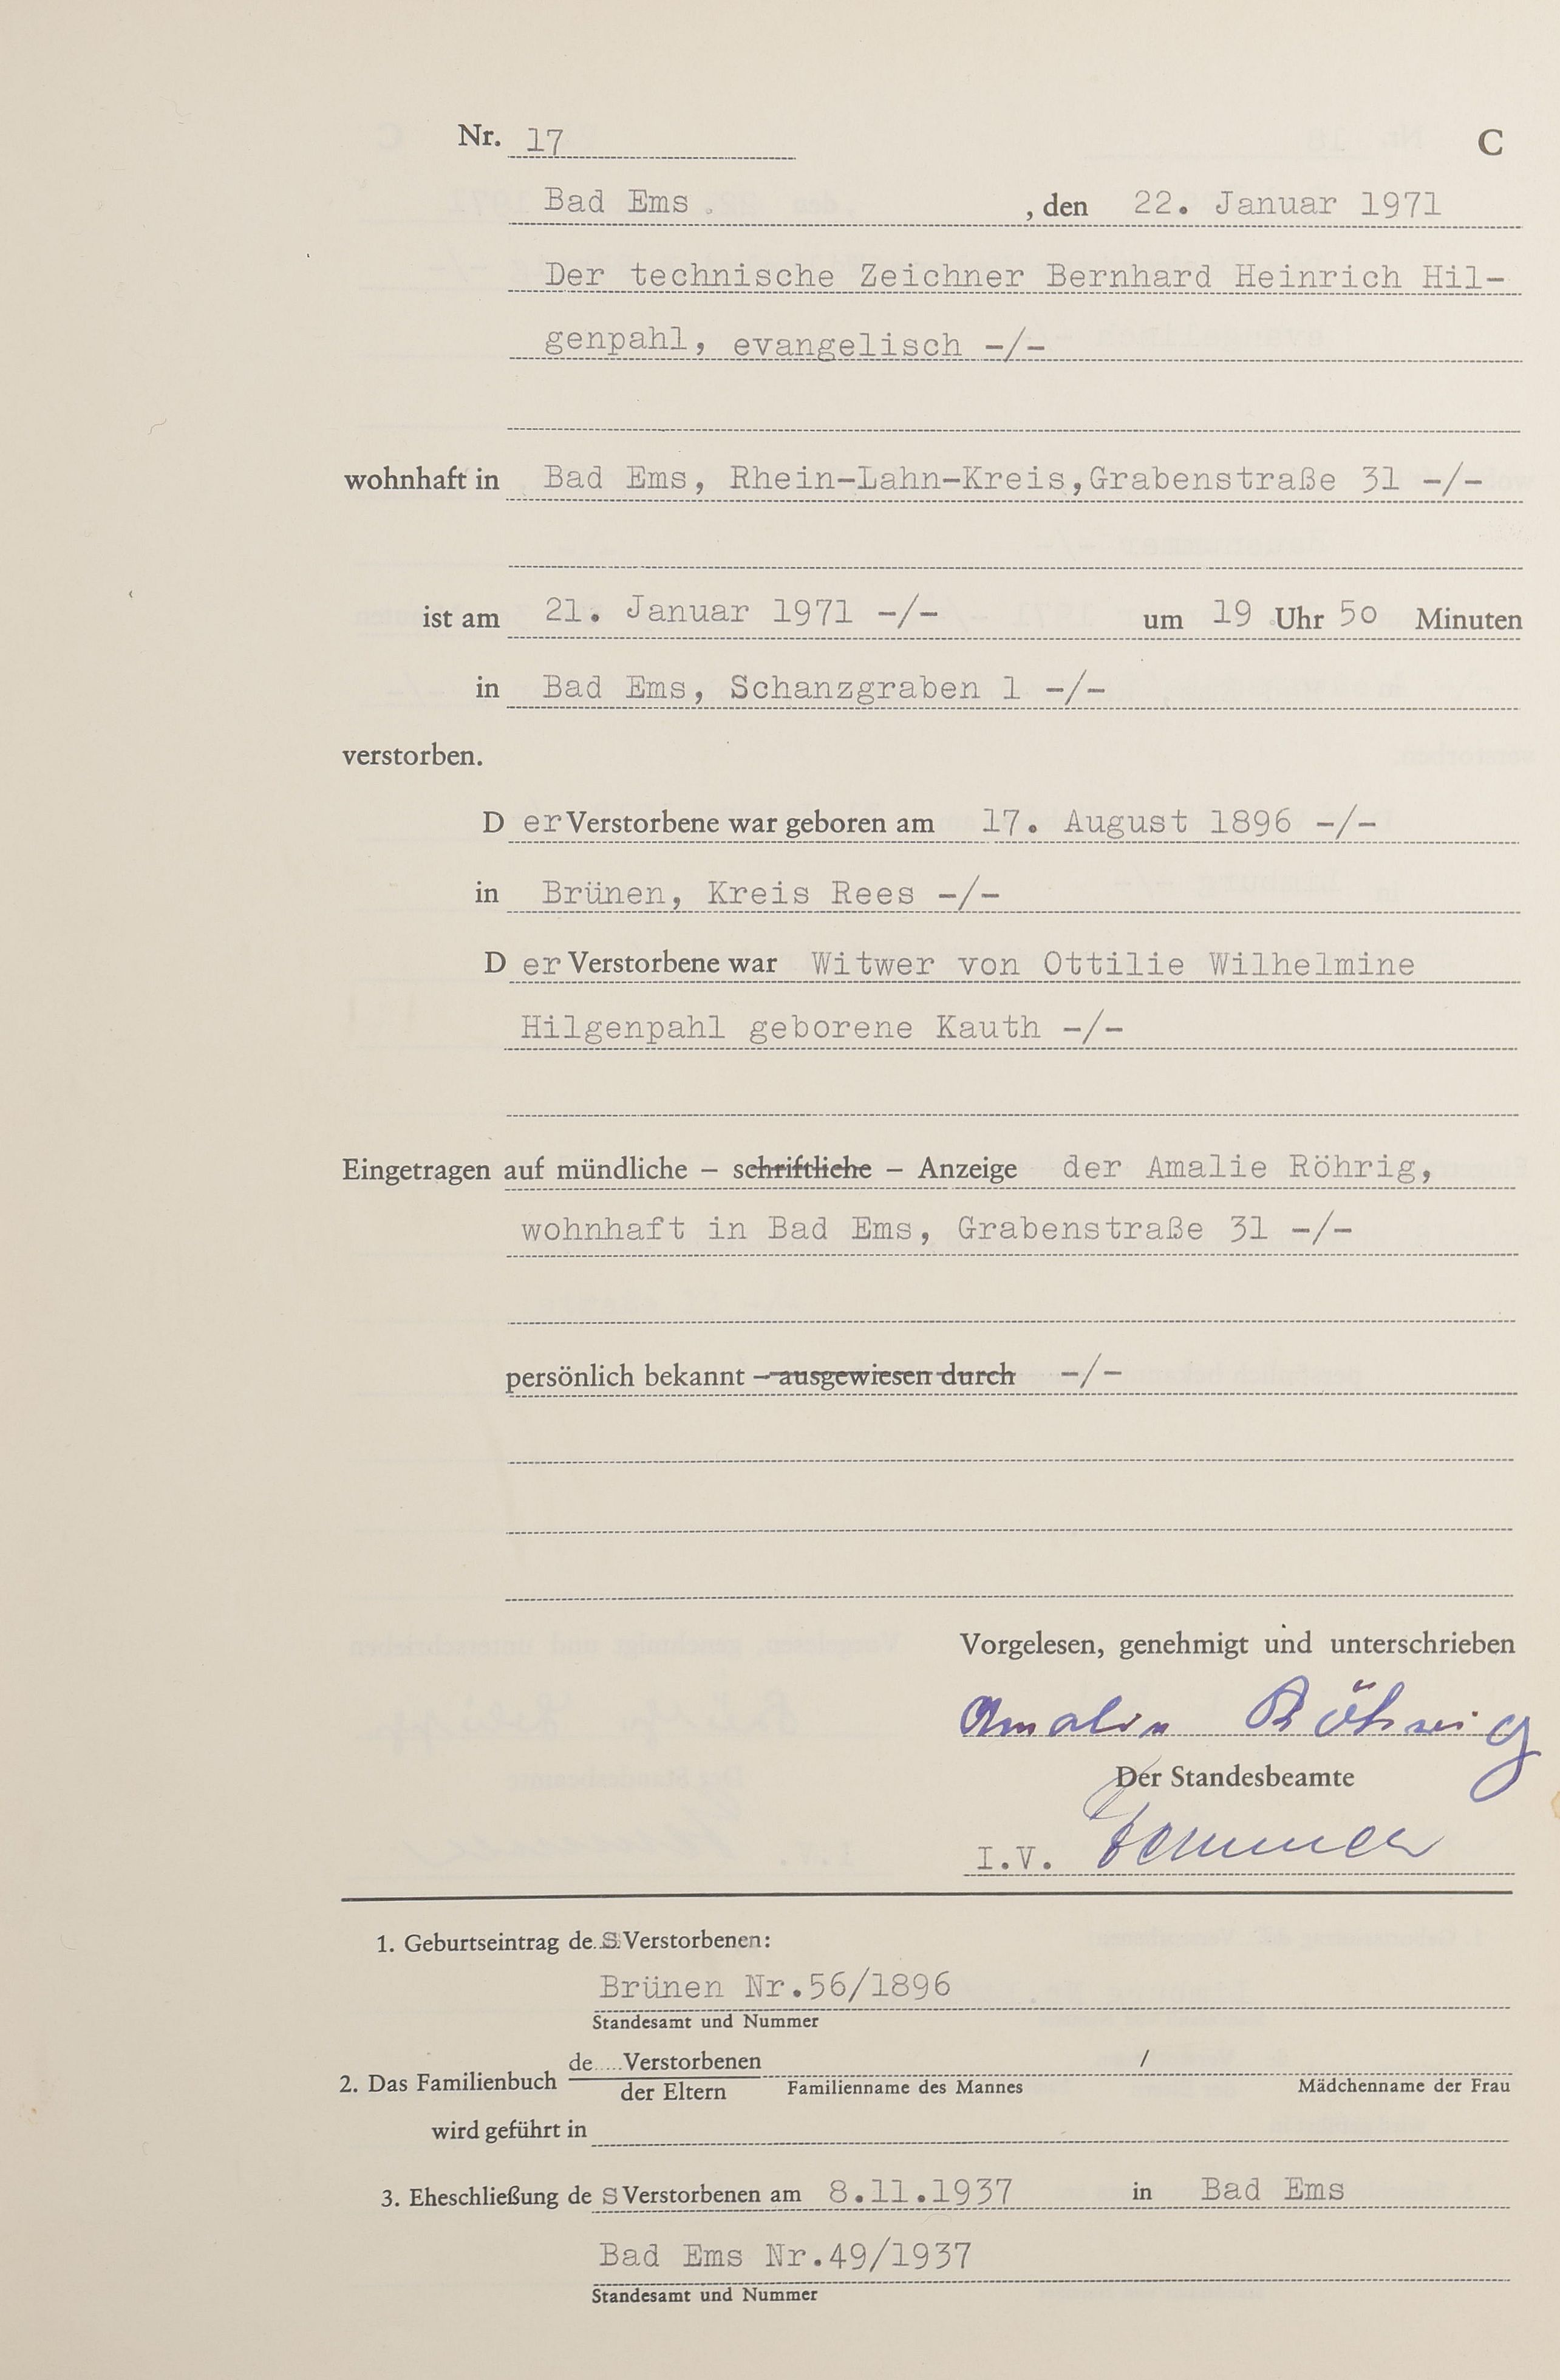 Nr. 17 C
Bad Ems , den 22. Januar 1971
Der technische Zeichner Bernhard Heinrich Hil-
genpahl, evangelisch -/-
wohnhaft in Bad Ems, Rhein-Lahn-Kreis, Grabenstraße 31 -/-
ist am 21. Januar 1971 -/- um 19 Uhr 50 Minuten
in Bad Ems, Schanzgraben 1 -/-
verstorben.
D er Verstorbene war geboren am 17. August 1896 -/-
in Brünen, Kreis Rees -/-
D er Verstorbene war Witwer von Ottilie Wilhelmine
Hilgenpahl geborene Kauth -/-
Eingetragen auf mündliche – schriftliche – Anzeige der Amalie Röhrig,
wohnhaft in Bad Ems, Grabenstraße 31 -/-
persönlich bekannt – ausgewiesen durch -/-
Vorgelesen, genehmigt und unterschrieben
Amalie Röhrig
Der Standesbeamte
I.V.
1. Geburtseintrag des Verstorbenen:
Brünen Nr.56/1896
Standesamt und Nummer
2. Das Familienbuch de.....Verstorbenen / der Eltern /
Familienname des Mannes Mädchenname der Frau
wird geführt in
3. Eheschließung des Verstorbenen am 8.11.1937 in Bad Ems
Bad Ems Nr.49/1937
Standesamt und Nummer